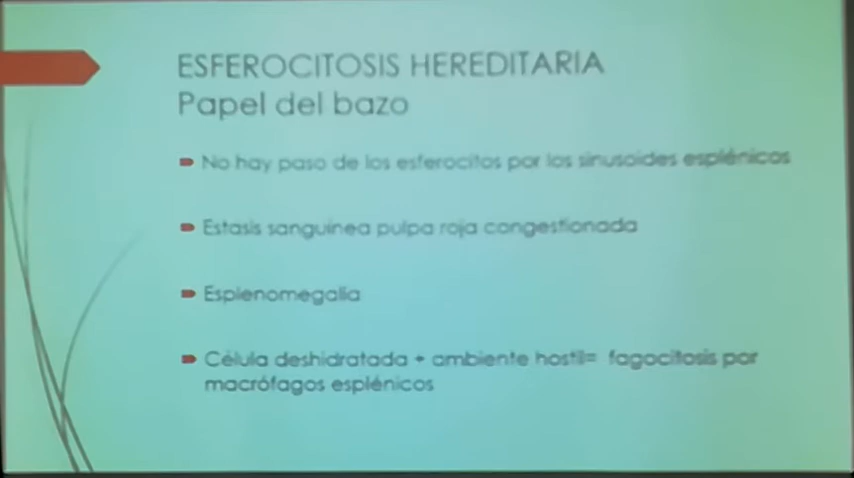 ESFEROCITOSIS HEREDITARIA
Papel del bazo
No hay paso de los esferocitos por los sinusoides esplénicos
Estasis sanguínea pulpa roja congestionada
Esplenomegalia
Célula deshidratada + ambiente hostil= fagocitosis por
macrófagos esplénicos